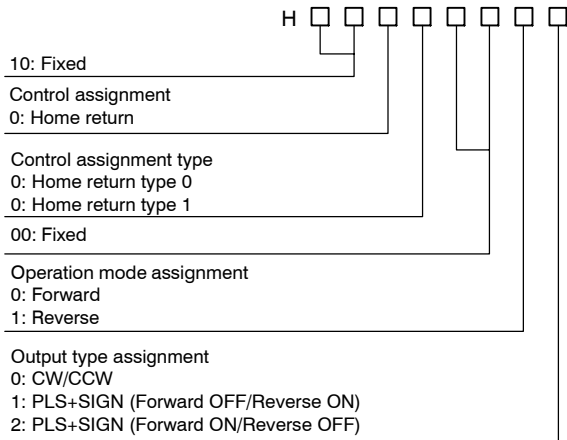 H □ □ □ □ □ □ □ □
10: Fixed
Control assignment
0: Home return
Control assignment type
0: Home return type 0
0: Home return type 1
00: Fixed
Operation mode assignment
0: Forward
1: Reverse
Output type assignment
0: CW/CCW
1: PLS+SIGN (Forward OFF/Reverse ON)
2: PLS+SIGN (Forward ON/Reverse OFF)